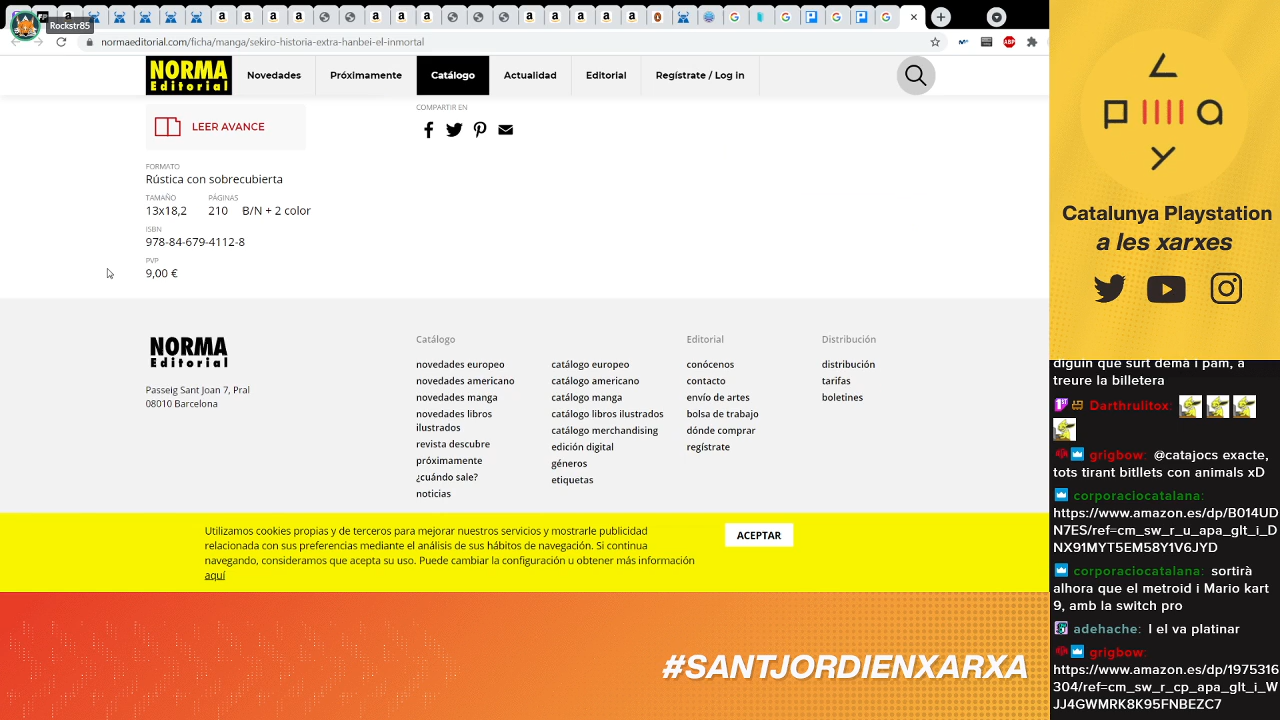 Rockstr85
normaeditorial.com/ficha/manga/sekiro-historia-extra-hanbei-el-inmortal
ABP
NORMA
Editorial
Novedades
Próximamente
Catálogo
Actualidad
Editorial
Regístrate / Log in
LEER AVANCE
COMPARTIR EN
FORMATO
Rústica con sobrecubierta
TAMAÑO PÁGINAS
13x18,2 210 B/N + 2 color
ISBN
978-84-679-4112-8
PVP
9,00 €
NORMA
Editorial
Passeig Sant Joan 7, Pral
08010 Barcelona
Catálogo
novedades europeo
novedades americano
novedades manga
novedades libros
ilustrados
revista descubre
próximamente
¿cuándo sale?
noticias
catálogo europeo
catálogo americano
catálogo manga
catálogo libros ilustrados
catálogo merchandising
edición digital
géneros
etiquetas
Editorial
conócenos
contacto
envío de artes
bolsa de trabajo
dónde comprar
regístrate
Distribución
distribución
tarifas
boletines
Utilizamos cookies propias y de terceros para mejorar nuestros servicios y mostrarle publicidad
relacionada con sus preferencias mediante el análisis de sus hábitos de navegación. Si continua
navegando, consideramos que acepta su uso. Puede cambiar la configuración u obtener más información
aquí
ACEPTAR
#SANTJORDIENXARXA
Catalunya Playstation
a les xarxes
diguin que surt demà i pam, a
treure la billetera
Darthrulitox:
grigbow: @catajocs exacte,
tots tirant bitllets con animals xD
corporaciocatalana:
https://www.amazon.es/dp/B014UD
N7ES/ref=cm_sw_r_u_apa_glt_i_D
NX91MYT5EM58Y1V6JYD
corporaciocatalana: sortirà
alhora que el metroid i Mario kart
9, amb la switch pro
adehache: I el va platinar
grigbow:
https://www.amazon.es/dp/1975316
304/ref=cm_sw_r_cp_apa_glt_i_W
JJ4GWMRK8K95FNBEZC7